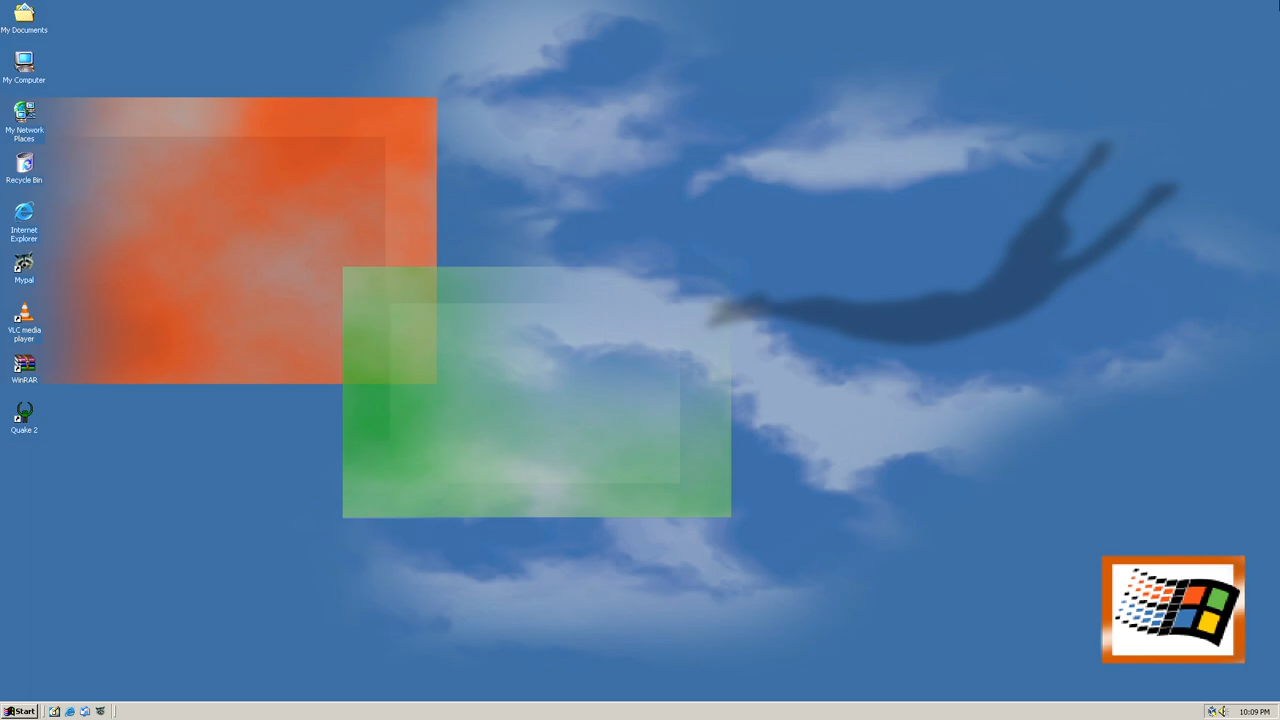 My Documents
My Computer
My Network
Places
Recycle Bin
Internet
Explorer
Mypal
VLC media
player
WinRAR
Quake 2
Start
10:09 PM